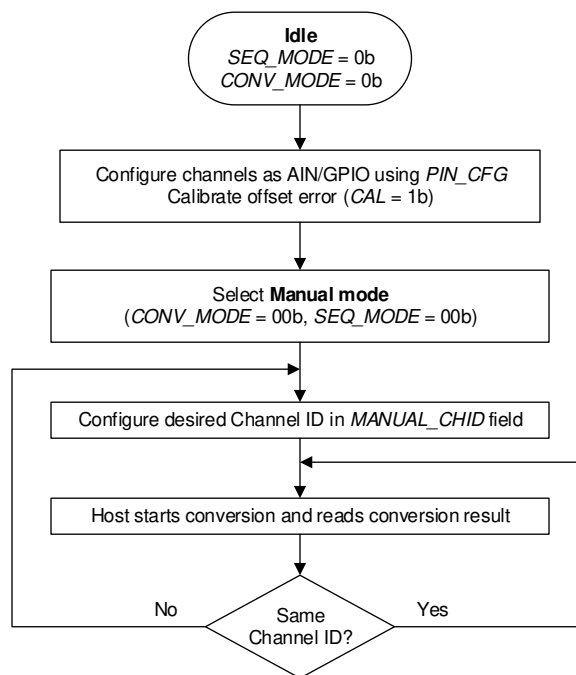 Idle
SEQ_MODE = 0b
CONV_MODE = 0b
Configure channels as AIN/GPIO using PIN_CFG
Calibrate offset error (CAL = 1b)
Select Manual mode
(CONV_MODE = 00b, SEQ_MODE = 00b)
Configure desired Channel ID in MANUAL_CHID field
Host starts conversion and reads conversion result
No
Same
Channel ID?
Yes